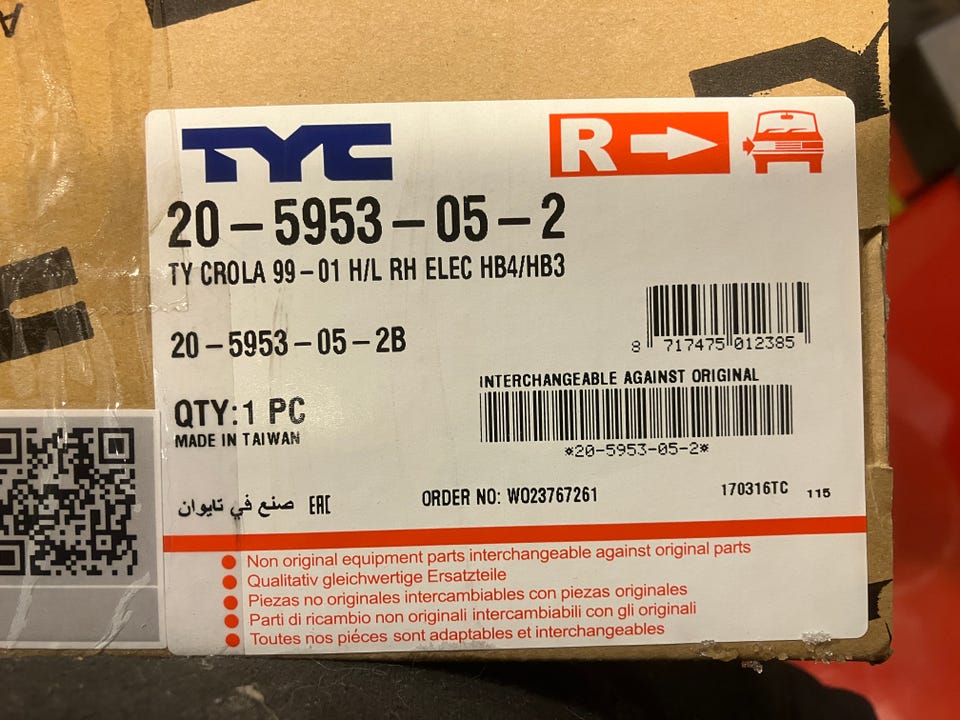 TYC
R
20-5953-05-2
TY CROLA 99-01 H/L RH ELEC HB4/HB3
20-5953-05-2B
8 717475 012385
INTERCHANGEABLE AGAINST ORIGINAL
*20-5953-05-2*
QTY:1 PC
MADE IN TAIWAN
صنع في تايوان EAC
ORDER NO: WO23767261
170316TC 115
Non original equipment parts interchangeable against original parts
Qualitativ gleichwertige Ersatzteile
Piezas no originales intercambiables con piezas originales
Parti di ricambio non originali intercambiabili con gli originali
Toutes nos piéces sont adaptables et interchangeables